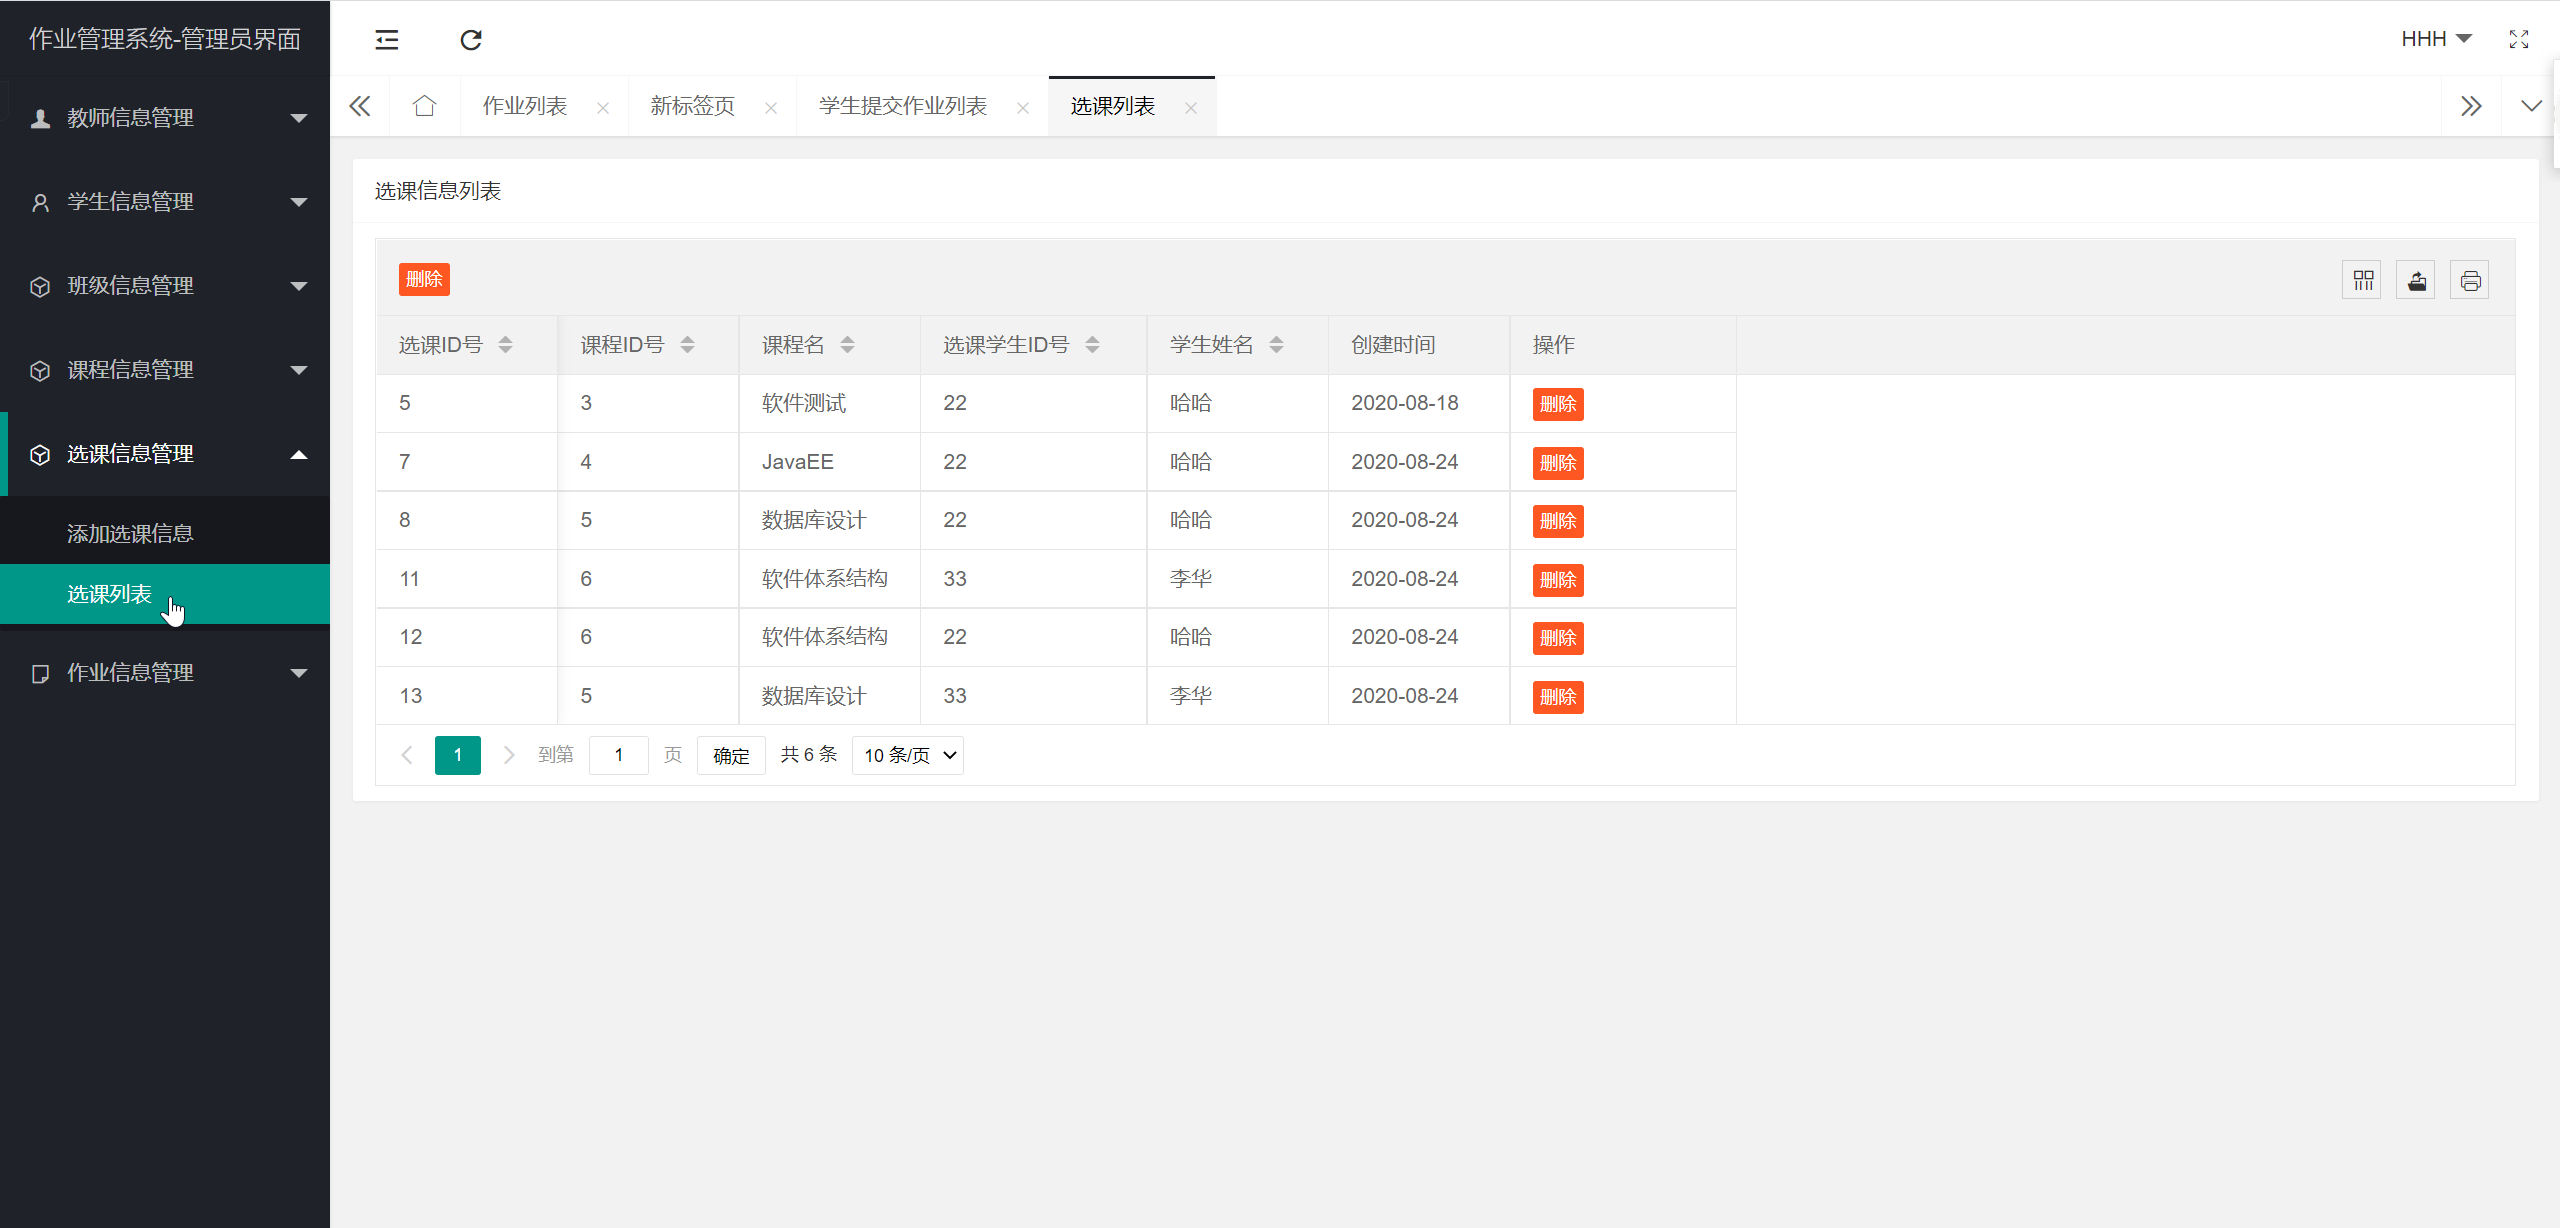 作业管理系统-管理员界面
HHH
教师信息管理
学生信息管理
班级信息管理
课程信息管理
选课信息管理
添加选课信息
选课列表
作业信息管理
作业列表 新标签页 学生提交作业列表 选课列表
选课信息列表
删除
选课ID号 课程ID号 课程名 选课学生ID号 学生姓名 创建时间 操作
5 3 软件测试 22 哈哈 2020-08-18 删除
7 4 JavaEE 22 哈哈 2020-08-24 删除
8 5 数据库设计 22 哈哈 2020-08-24 删除
11 6 软件体系结构 33 李华 2020-08-24 删除
12 6 软件体系结构 22 哈哈 2020-08-24 删除
13 5 数据库设计 33 李华 2020-08-24 删除
1 到第 1 页 确定 共 6 条 10 条/页